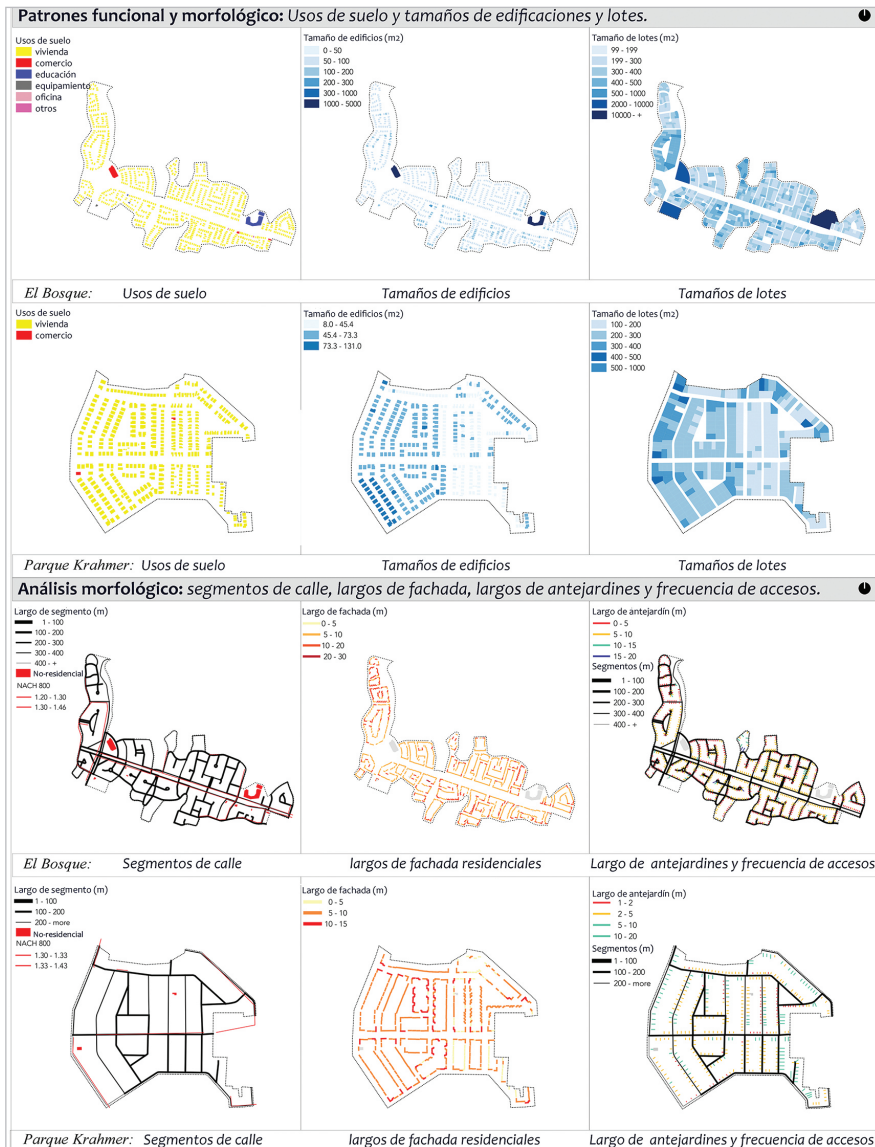 Patrones funcional y morfológico: Usos de suelo y tamaños de edificaciones y lotes.
Usos de suelo
vivienda
comercio
educación
equipamiento
oficina
otros
Tamaño de edificios (m2)
0 - 50
50 - 100
100 - 200
200 - 300
300 - 1000
1000 - 5000
Tamaño de lotes (m2)
99 - 199
199 - 300
300 - 400
400 - 500
500 - 1000
2000 - 10000
10000 - +
El Bosque: Usos de suelo
Tamaños de edificios
Tamaños de lotes
Usos de suelo
vivienda
comercio
Tamaño de edificios (m2)
8.0 - 45.4
45.4 - 73.3
73.3 - 131.0
Tamaño de lotes (m2)
100 - 200
200 - 300
300 - 400
400 - 500
500 - 1000
Parque Krahmer: Usos de suelo
Tamaños de edificios
Tamaños de lotes
Análisis morfológico: segmentos de calle, largos de fachada, largos de antejardines y frecuencia de accesos.
Largo de segmento (m)
1 - 100
100 - 200
200 - 300
300 - 400
400 - +
No-residencial
NACH 800
1.20 - 1.30
1.30 - 1.46
Largo de fachada (m)
0 - 5
5 - 10
10 - 20
20 - 30
Largo de antejardín (m)
0 - 5
5 - 10
10 - 15
15 - 20
Segmentos (m)
1 - 100
100 - 200
200 - 300
300 - 400
400 - +
El Bosque: Segmentos de calle
largos de fachada residenciales
Largo de antejardines y frecuencia de accesos
Largo de segmento (m)
1 - 100
100 - 200
200 - more
No-residencial
NACH 800
1.30 - 1.33
1.33 - 1.43
Largo de fachada (m)
0 - 5
5 - 10
10 - 15
Largo de antejardín (m)
1 - 2
2 - 5
5 - 10
10 - 20
Segmentos (m)
1 - 100
100 - 200
200 - more
Parque Krahmer: Segmentos de calle
largos de fachada residenciales
Largo de antejardines y frecuencia de accesos